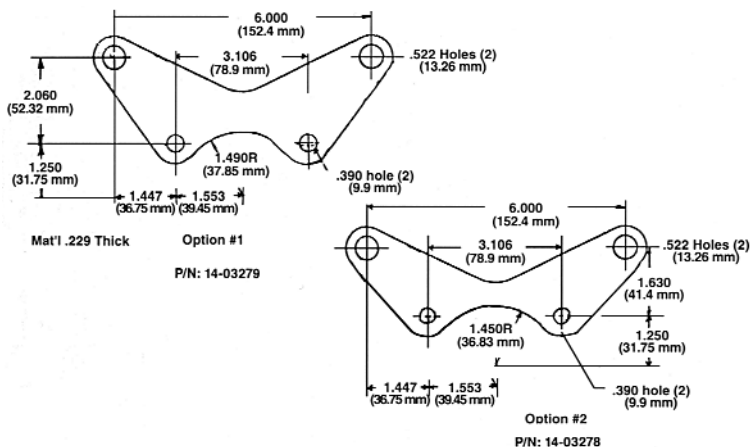 6.000
(152.4 mm)
3.106
(78.9 mm)
.522 Holes (2)
(13.26 mm)
2.060
(52.32 mm)
1.250
(31.75 mm)
1.490R
(37.85 mm)
.390 hole (2)
(9.9 mm)
1.447
(36.75 mm)
1.553
(39.45 mm)
Mat'l .229 Thick
Option #1
P/N: 14-03279
6.000
(152.4 mm)
3.106
(78.9 mm)
.522 Holes (2)
(13.26 mm)
1.630
(41.4 mm)
1.450R
(36.83 mm)
1.250
(31.75 mm)
1.447
(36.75 mm)
1.553
(39.45 mm)
.390 hole (2)
(9.9 mm)
Option #2
P/N: 14-03278